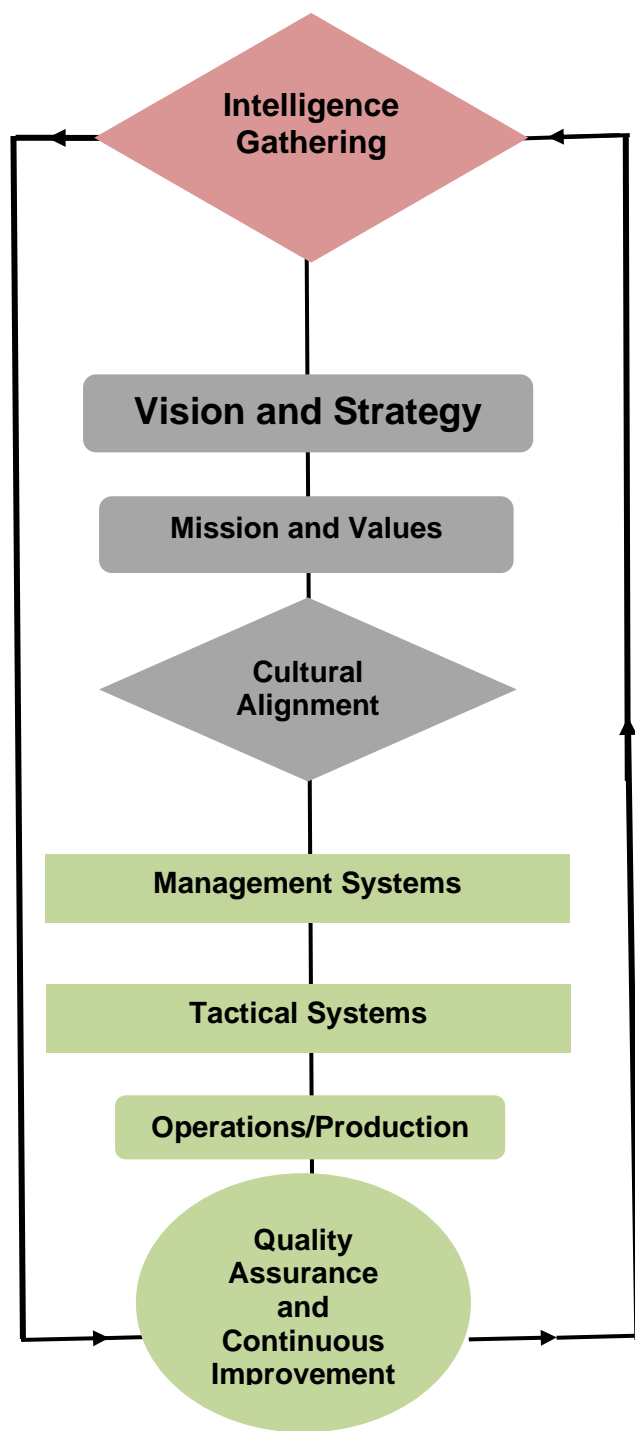 Intelligence
Gathering
Vision and Strategy
Mission and Values
Cultural
Alignment
Management Systems
Tactical Systems
Operations/Production
Quality
Assurance
and
Continuous
Improvement